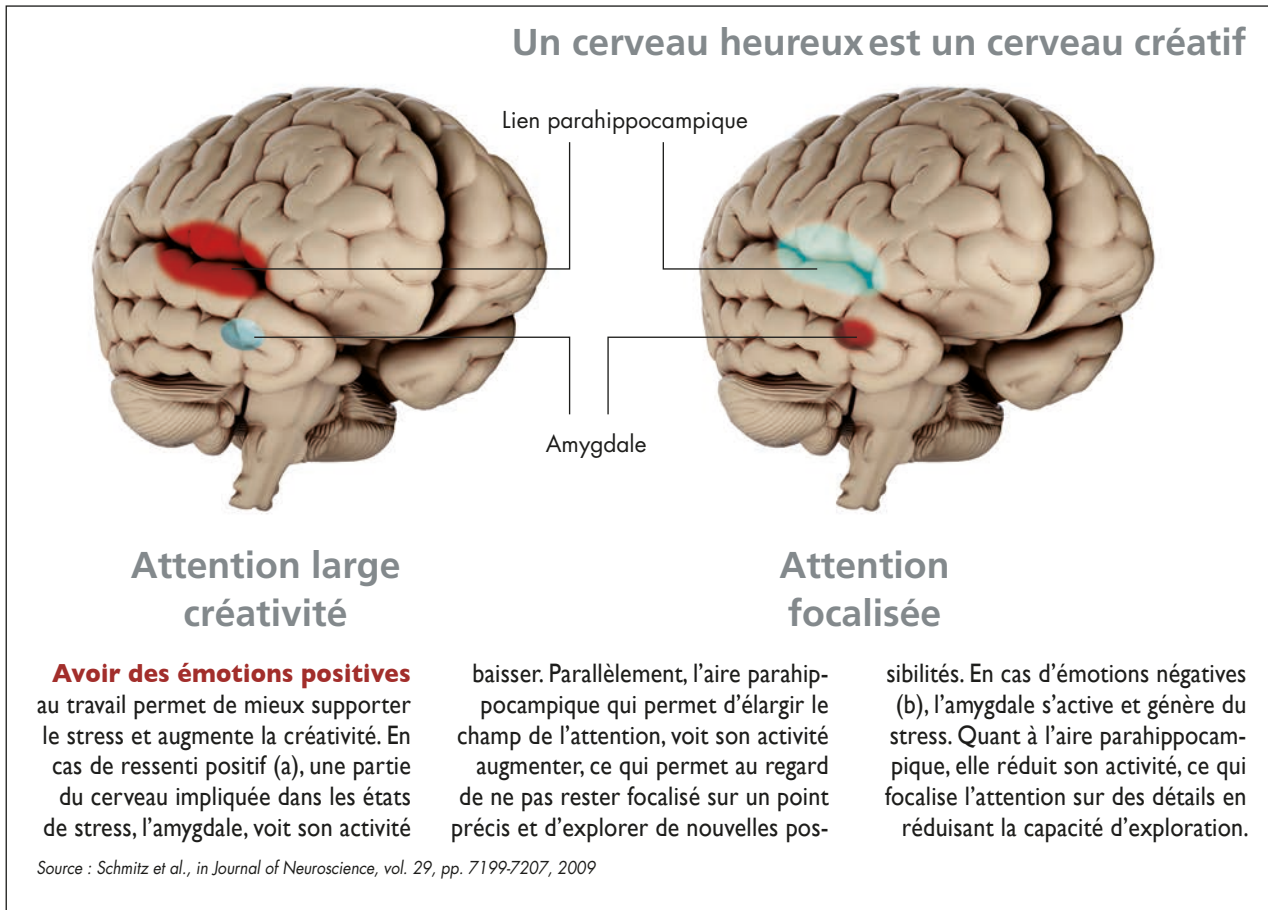 Un cerveau heureux est un cerveau créatif
Lien parahippocampique
Amygdale
Attention large
créativité
Attention
focalisée
Avoir des émotions positives
au travail permet de mieux supporter
le stress et augmente la créativité. En
cas de ressenti positif (a), une partie
du cerveau impliquée dans les états
de stress, l’amygdale, voit son activité
baisser. Parallèlement, l’aire parahip-
pocampique qui permet d’élargir le
champ de l’attention, voit son activité
augmenter, ce qui permet au regard
de ne pas rester focalisé sur un point
précis et d’explorer de nouvelles pos-
sibilités. En cas d’émotions négatives
(b), l’amygdale s’active et génère du
stress. Quant à l’aire parahippocam-
pique, elle réduit son activité, ce qui
focalise l’attention sur des détails en
réduisant la capacité d’exploration.
Source : Schmitz et al., in Journal of Neuroscience, vol. 29, pp. 7199-7207, 2009